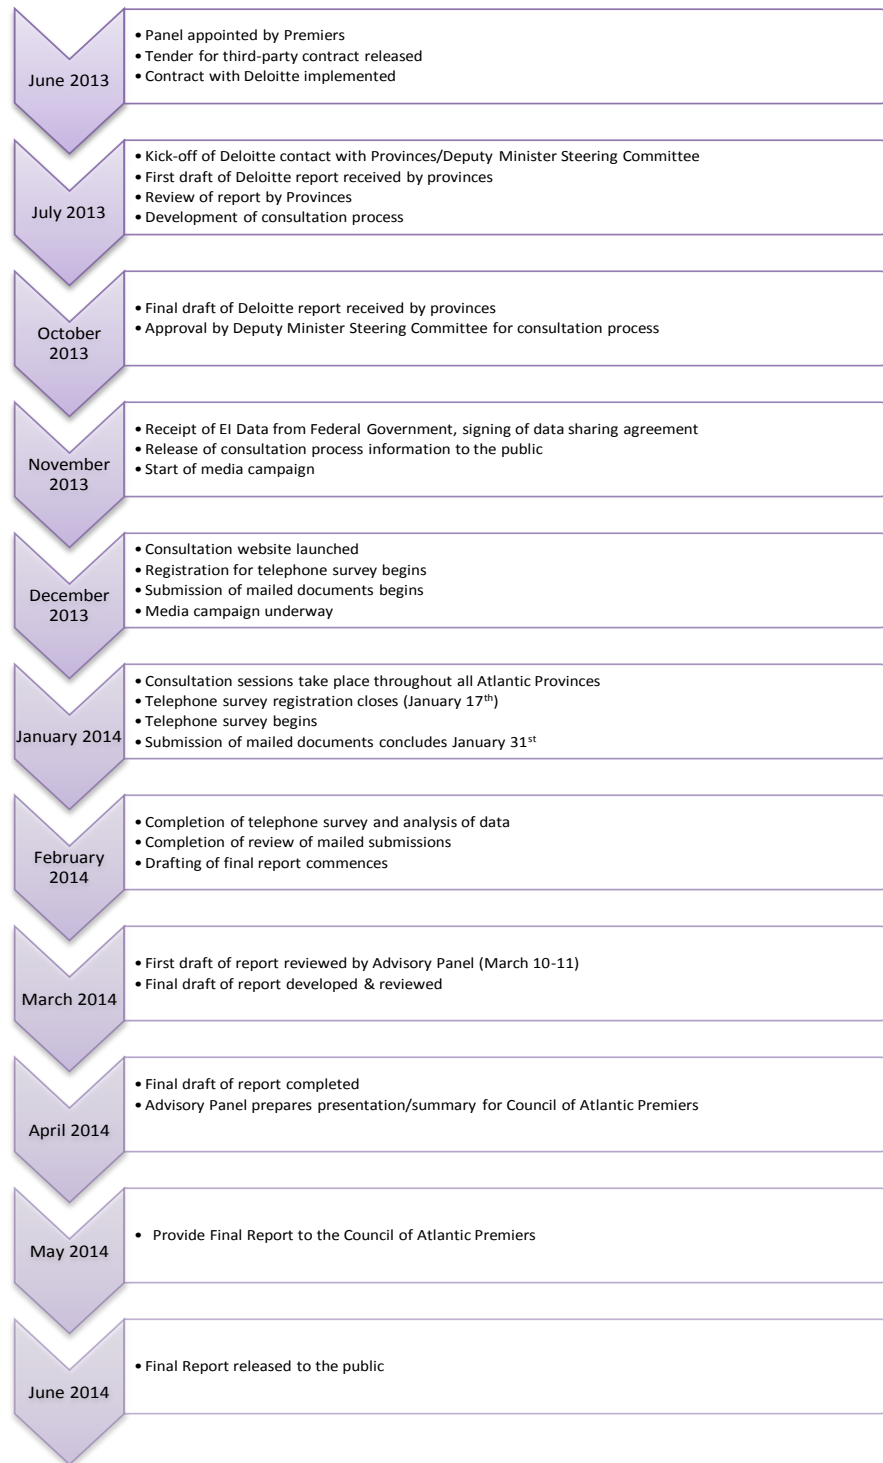 June 2013
• Panel appointed by Premiers
• Tender for third-party contract released
• Contract with Deloitte implemented
July 2013
• Kick-off of Deloitte contact with Provinces/Deputy Minister Steering Committee
• First draft of Deloitte report received by provinces
• Review of report by Provinces
• Development of consultation process
October
2013
• Final draft of Deloitte report received by provinces
• Approval by Deputy Minister Steering Committee for consultation process
November
2013
• Receipt of EI Data from Federal Government, signing of data sharing agreement
• Release of consultation process information to the public
• Start of media campaign
December
2013
• Consultation website launched
• Registration for telephone survey begins
• Submission of mailed documents begins
• Media campaign underway
January 2014
• Consultation sessions take place throughout all Atlantic Provinces
• Telephone survey registration closes (January 17th)
• Telephone survey begins
• Submission of mailed documents concludes January 31st
February
2014
• Completion of telephone survey and analysis of data
• Completion of review of mailed submissions
• Drafting of final report commences
March 2014
• First draft of report reviewed by Advisory Panel (March 10-11)
• Final draft of report developed & reviewed
April 2014
• Final draft of report completed
• Advisory Panel prepares presentation/summary for Council of Atlantic Premiers
May 2014
• Provide Final Report to the Council of Atlantic Premiers
June 2014
• Final Report released to the public